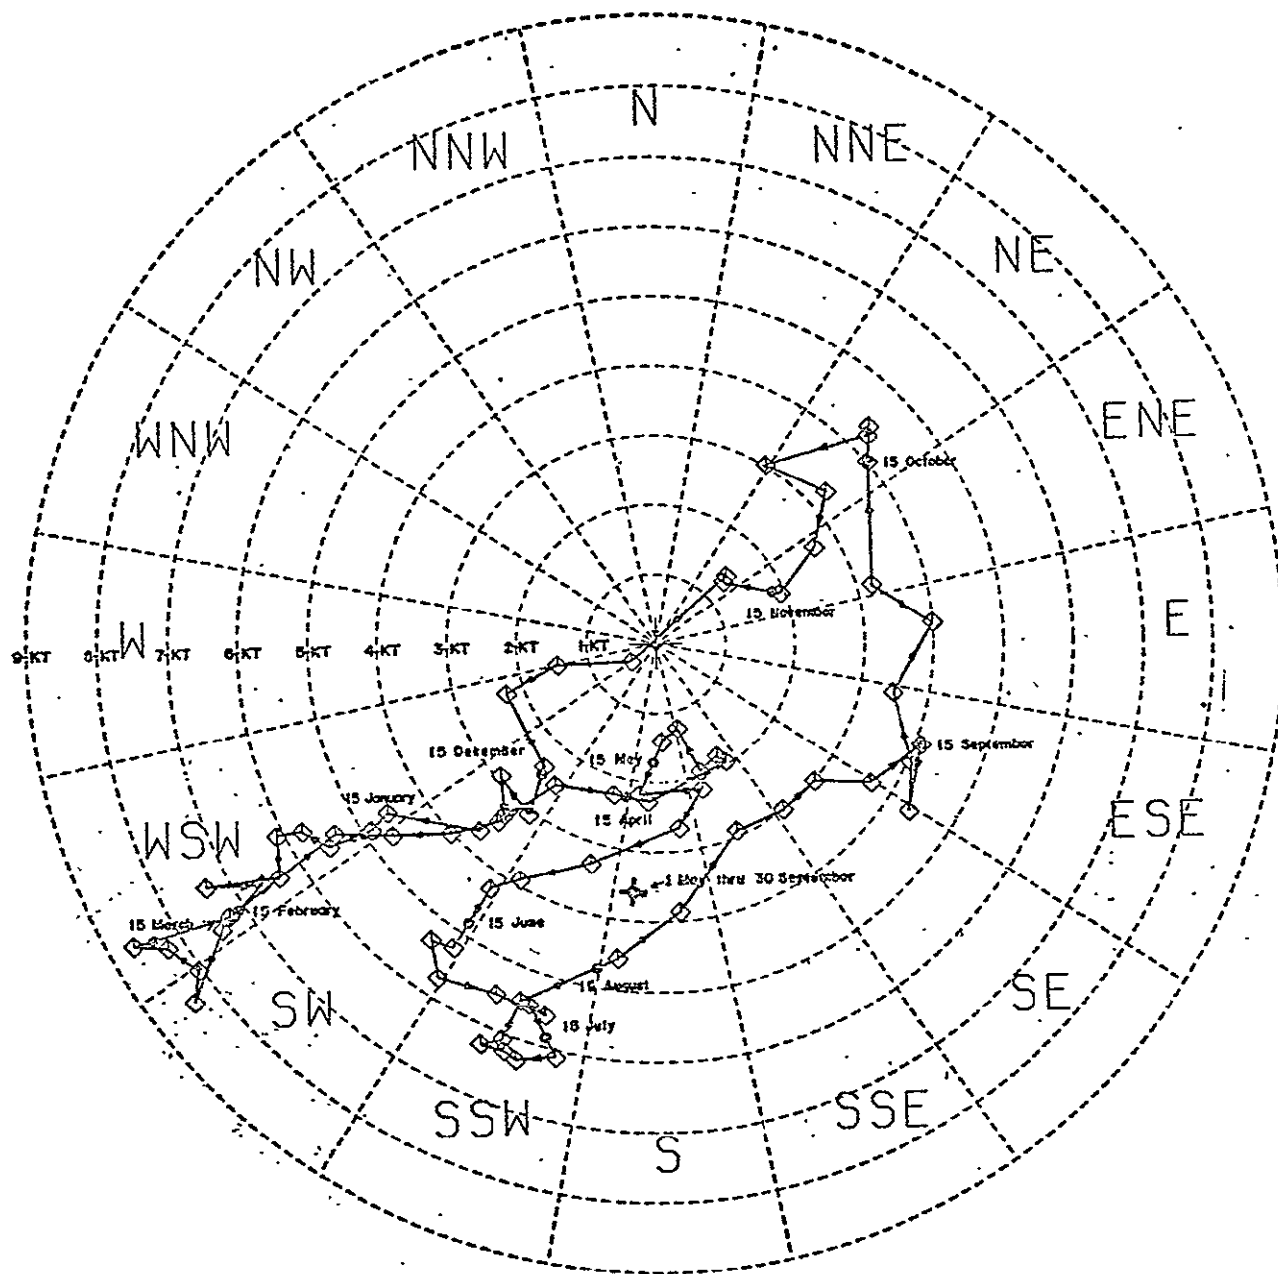 N
NNW
NNE
NW
NE
WNW
ENE
15 October
15 November
E
9 KT
8 KT
W
7 KT
6 KT
5 KT
4 KT
3 KT
2 KT
1 KT
15 December
15 May
15 September
15 January
15 April
WSW
ESE
1 May thru 30 September
15 March
15 February
15 June
15 August
SW
SE
15 July
SSW
SSE
S